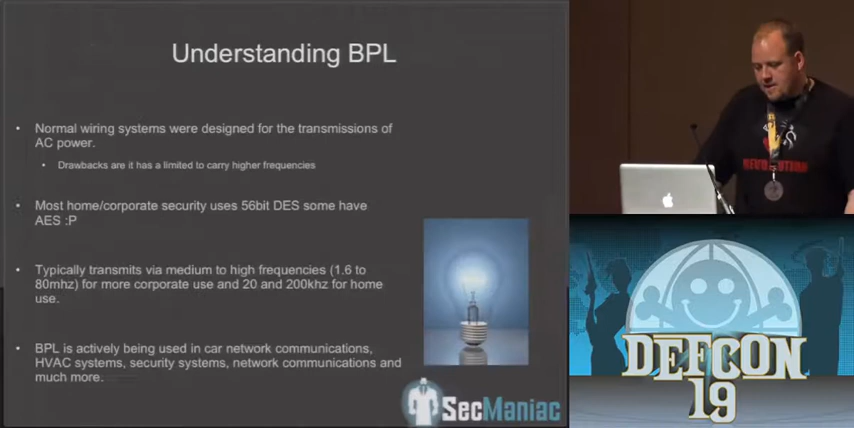 Understanding BPL
• Normal wiring systems were designed for the transmissions of
AC power.
• Drawbacks are it has a limited to carry higher frequencies
• Most home/corporate security uses 56bit DES some have
AES :P
• Typically transmits via medium to high frequencies (1.6 to
80mhz) for more corporate use and 20 and 200khz for home
use.
• BPL is actively being used in car network communications,
HVAC systems, security systems, network communications and
much more.
SecManiac
REVOLUTION
DEFCON
19